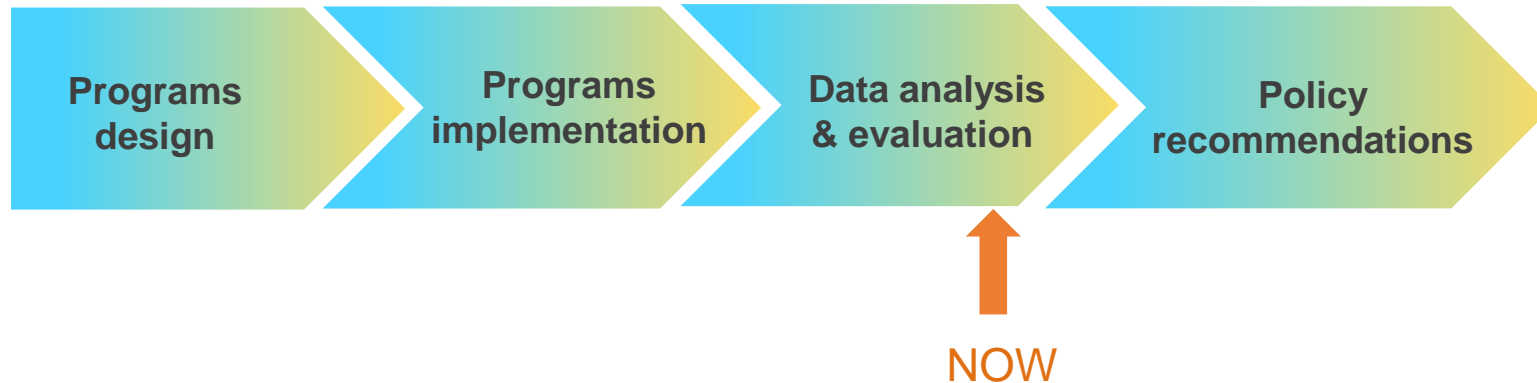 Programs
design
Programs
implementation
Data analysis
& evaluation
Policy
recommendations
NOW